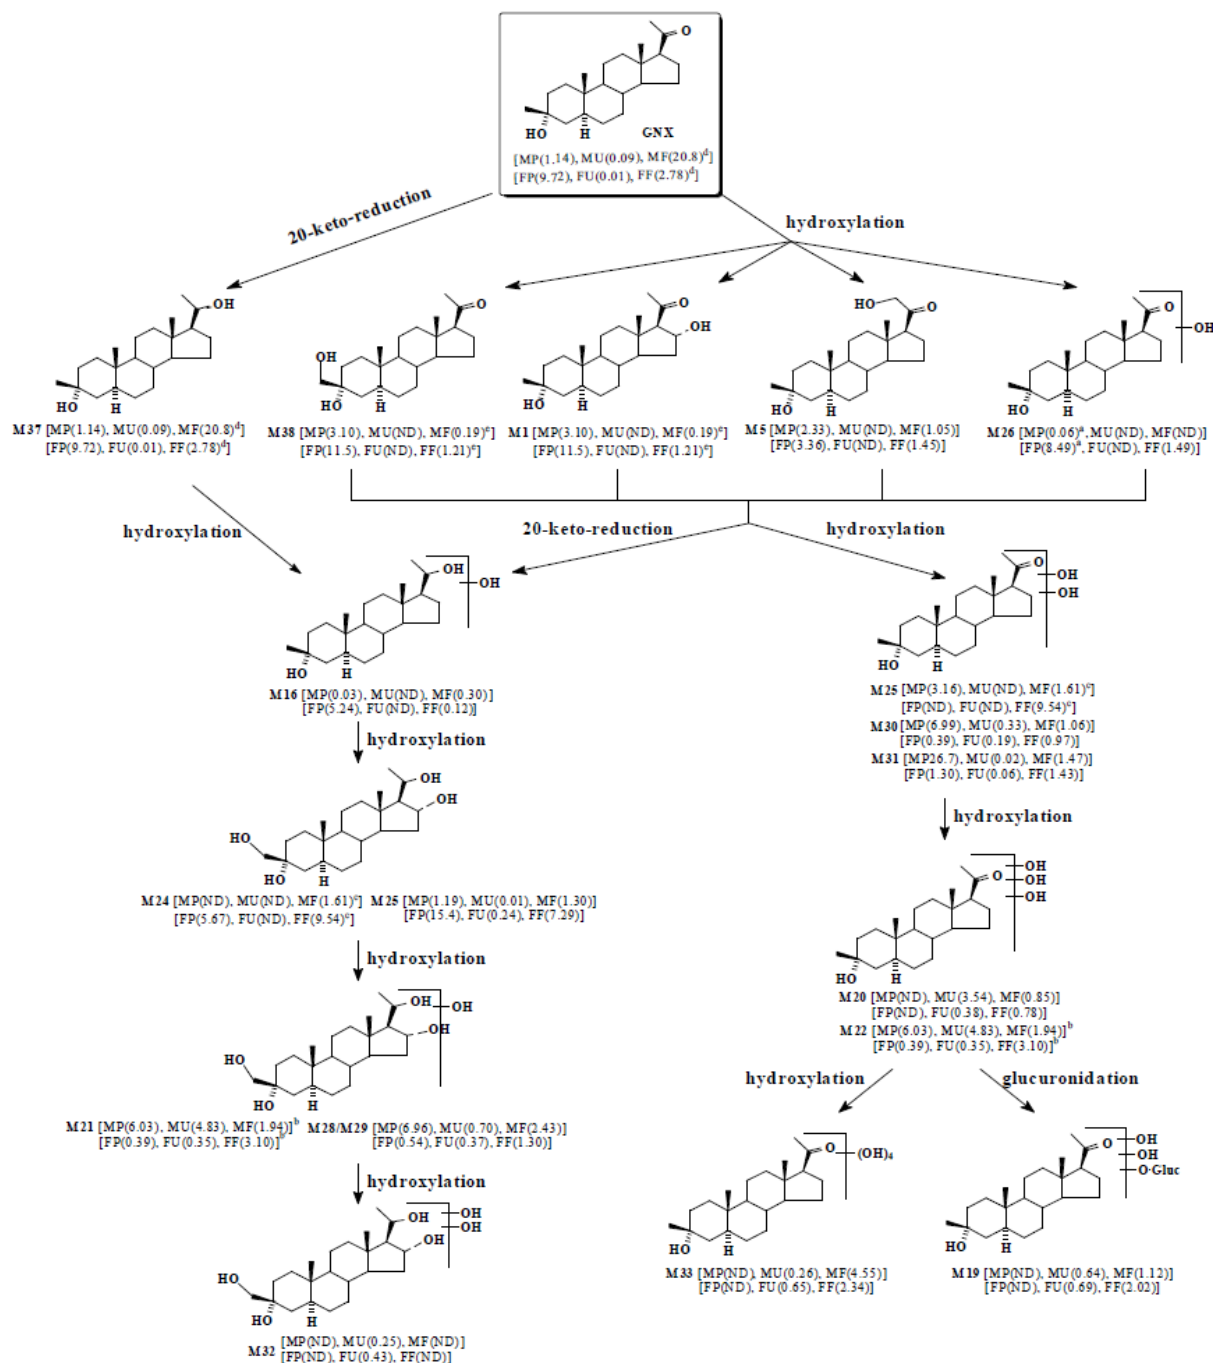 O
HO
H
GNX
[MP(1.14), MU(0.09), MF(20.8)d]
[FP(9.72), FU(0.01), FF(2.78)d]
20-keto-reduction
hydroxylation
OH
HO
H
M37 [MP(1.14), MU(0.09), MF(20.8)d]
[FP(9.72), FU(0.01), FF(2.78)d]
O
OH
HO
H
M38 [MP(3.10), MU(ND), MF(0.19)e]
[FP(11.5), FU(ND), FF(1.21)e]
O
OH
HO
H
M1 [MP(3.10), MU(ND), MF(0.19)e]
[FP(11.5), FU(ND), FF(1.21)e]
HO
O
HO
H
M5 [MP(2.33), MU(ND), MF(1.05)]
[FP(3.36), FU(ND), FF(1.45)]
O
OH
HO
H
M26 [MP(0.06)a, MU(ND), MF(ND)]
[FP(8.49)a, FU(ND), FF(1.49)]
hydroxylation
20-keto-reduction
hydroxylation
OH
OH
HO
H
M16 [MP(0.03), MU(ND), MF(0.30)]
[FP(5.24), FU(ND), FF(0.12)]
O
OH
OH
HO
H
M25 [MP(3.16), MU(ND), MF(1.61)c]
[FP(ND), FU(ND), FF(9.54)c]
M30 [MP(6.99), MU(0.33), MF(1.06)]
[FP(0.39), FU(0.19), FF(0.97)]
M31 [MP26.7), MU(0.02), MF(1.47)]
[FP(1.30), FU(0.06), FF(1.43)]
hydroxylation
OH
OH
HO
HO
H
M24 [MP(ND), MU(ND), MF(1.61)c]
[FP(5.67), FU(ND), FF(9.54)c]
M25 [MP(1.19), MU(0.01), MF(1.30)]
[FP(15.4), FU(0.24), FF(7.29)]
hydroxylation
O
OH
OH
OH
HO
H
M20 [MP(ND), MU(3.54), MF(0.85)]
[FP(ND), FU(0.38), FF(0.78)]
M22 [MP(6.03), MU(4.83), MF(1.94)]b
[FP(0.39), FU(0.35), FF(3.10)]b
hydroxylation
OH
OH
OH
HO
HO
H
M21 [MP(6.03), MU(4.83), MF(1.94)]b
[FP(0.39), FU(0.35), FF(3.10)]b
M28/M29 [MP(6.96), MU(0.70), MF(2.43)]
[FP(0.54), FU(0.37), FF(1.30)]
hydroxylation
glucuronidation
hydroxylation
OH
OH
OH
OH
HO
HO
H
M32 [MP(ND), MU(0.25), MF(ND)]
[FP(ND), FU(0.43), FF(ND)]
O
(OH)4
HO
H
M33 [MP(ND), MU(0.26), MF(4.55)]
[FP(ND), FU(0.65), FF(2.34)]
O
OH
OH
O·Gluc
HO
H
M19 [MP(ND), MU(0.64), MF(1.12)]
[FP(ND), FU(0.69), FF(2.02)]